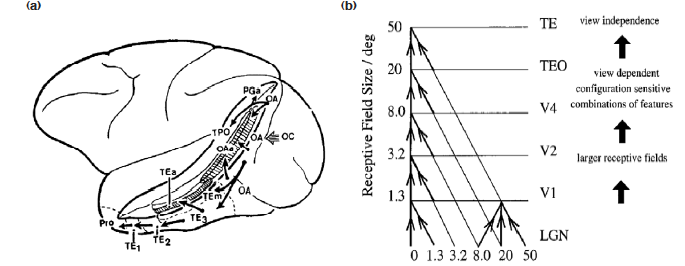 (a)
PGa
OA
TPO
OA
OC
OAa
TEa
TEm
OA
TE3
Pro
TE1
TE2
(b)
Receptive Field Size / deg
50
20
8.0
3.2
1.3
0 1.3 3.2 8.0 20 50
TE
TEO
V4
V2
V1
LGN
view independence
view dependent
configuration sensitive
combinations of features
larger receptive fields